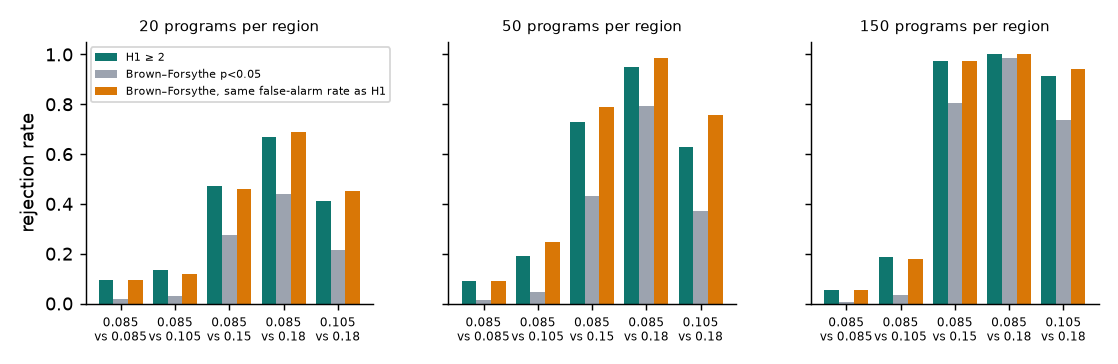 20 programs per region
50 programs per region
150 programs per region
rejection rate
1.0
0.8
0.6
0.4
0.2
0.0
H1 ≥ 2
Brown–Forsythe p<0.05
Brown–Forsythe, same false-alarm rate as H1
0.085
vs 0.085
0.085
vs 0.105
0.085
vs 0.15
0.085
vs 0.18
0.105
vs 0.18
0.085
vs 0.085
0.085
vs 0.105
0.085
vs 0.15
0.085
vs 0.18
0.105
vs 0.18
0.085
vs 0.085
0.085
vs 0.105
0.085
vs 0.15
0.085
vs 0.18
0.105
vs 0.18